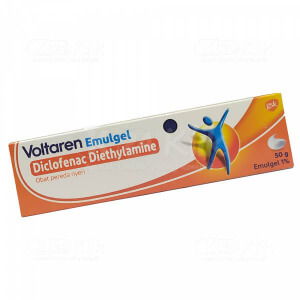 gsk
Voltaren Emulgel
Diclofenac Diethylamine
Obat pereda nyeri
50 g
Emulgel 1%